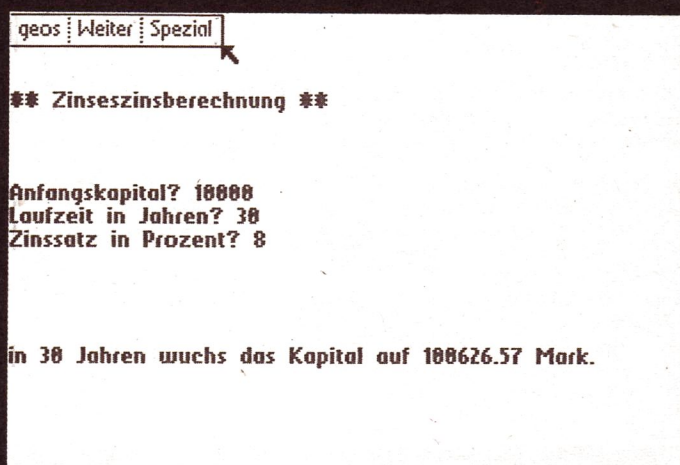 geos Weiter Spezial
** Zinseszinsberechnung **
Anfangskapital? 10000
Laufzeit in Jahren? 30
Zinssatz in Prozent? 8
in 30 Jahren wuchs das Kapital auf 100626.57 Mark.